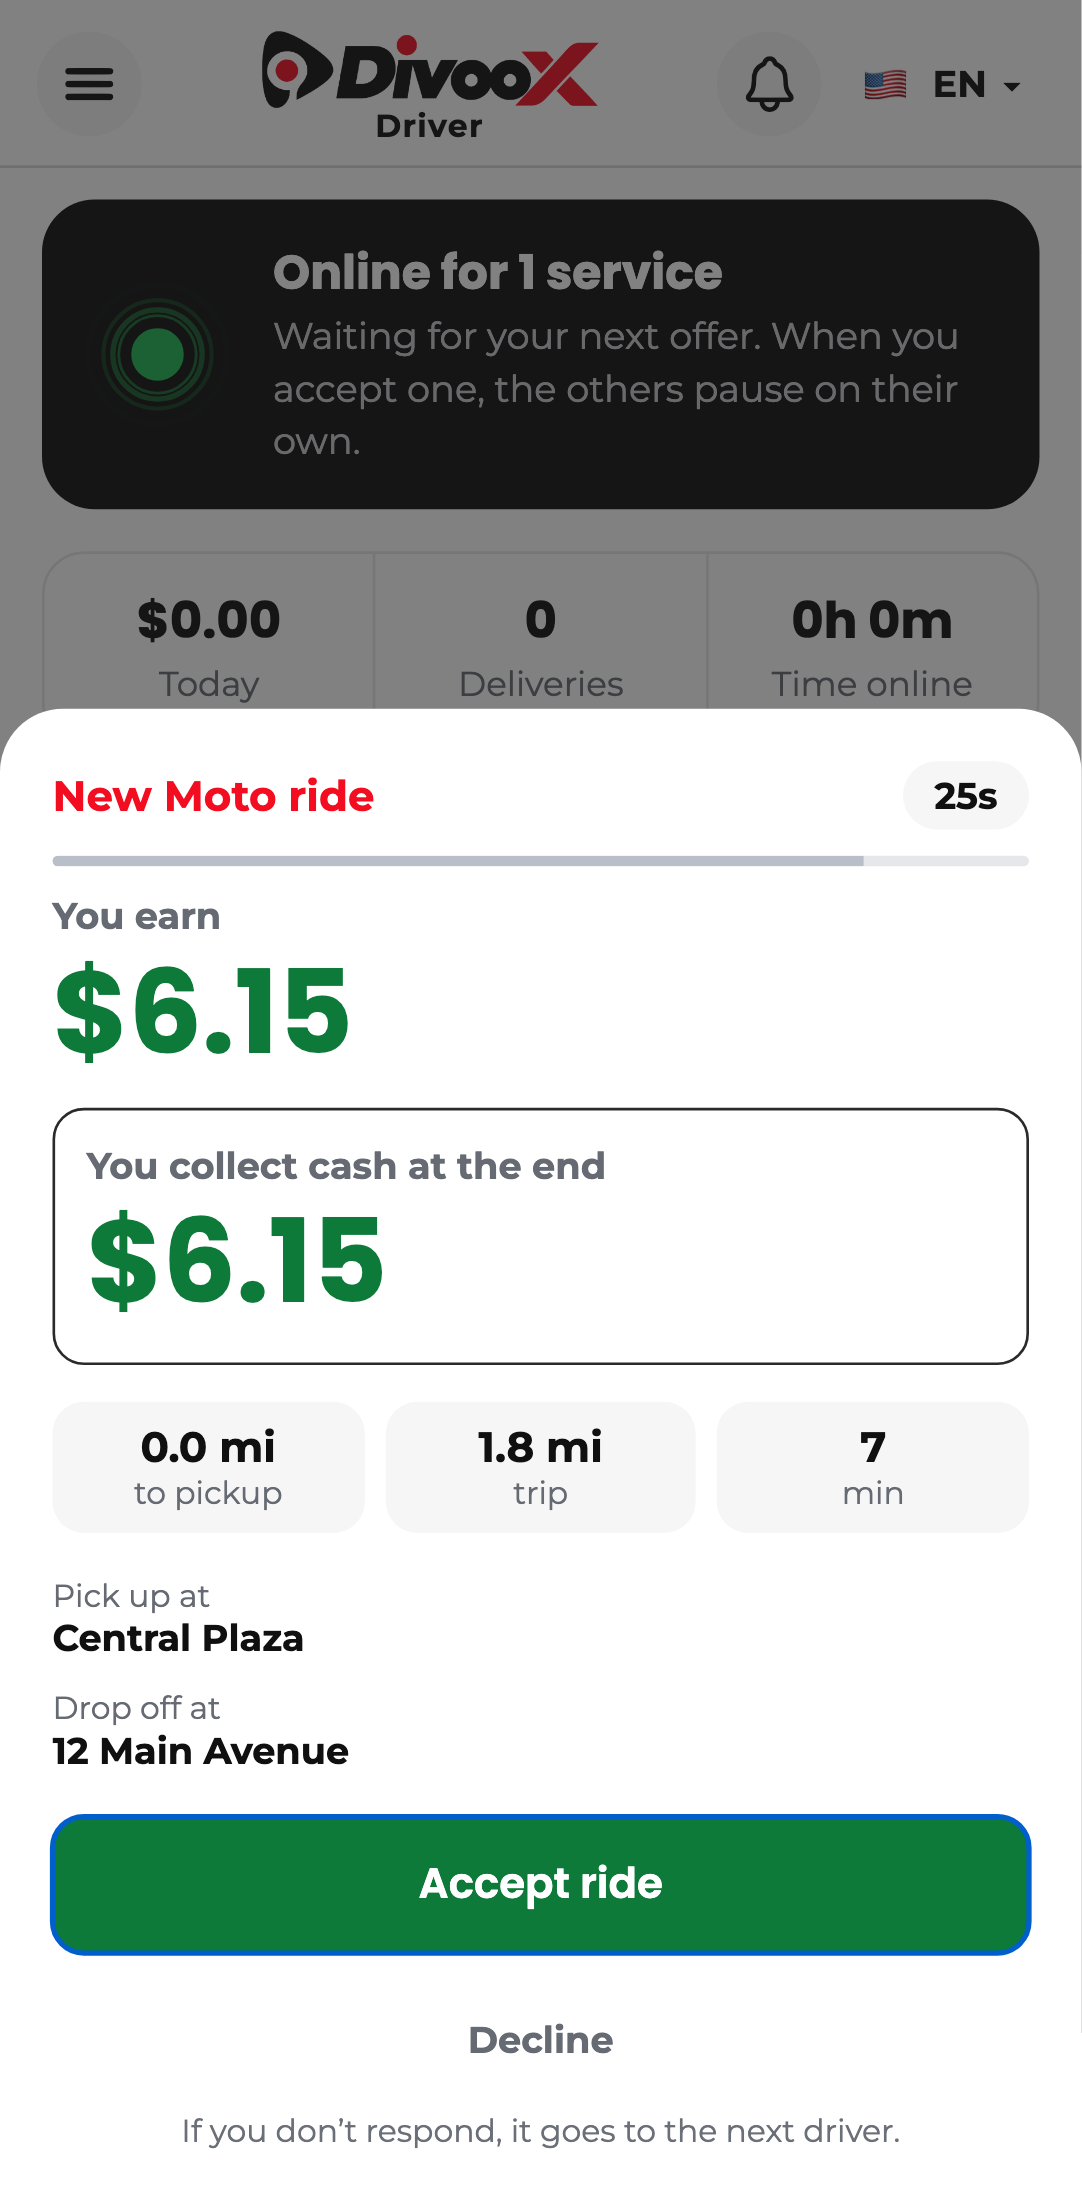 DivooX
Driver
EN
Online for 1 service
Waiting for your next offer. When you
accept one, the others pause on their
own.
$0.00
0
0h 0m
Today
Deliveries
Time online
New Moto ride
25s
You earn
$6.15
You collect cash at the end
$6.15
0.0 mi
to pickup
1.8 mi
trip
7
min
Pick up at
Central Plaza
Drop off at
12 Main Avenue
Accept ride
Decline
If you don’t respond, it goes to the next driver.